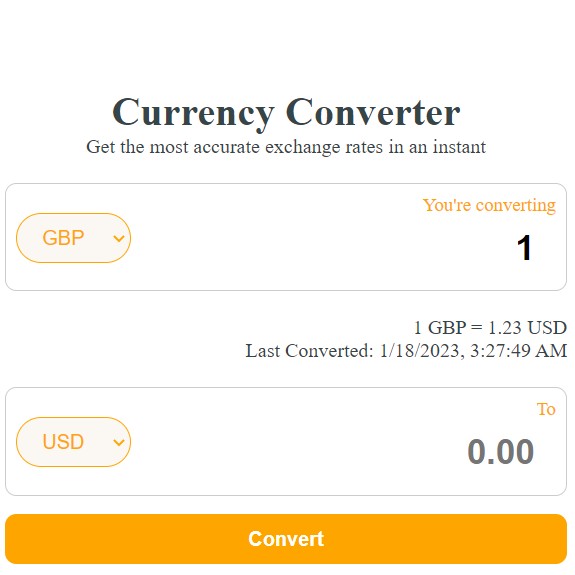 Currency Converter
Get the most accurate exchange rates in an instant
You're converting
GBP
1
1 GBP = 1.23 USD
Last Converted: 1/18/2023, 3:27:49 AM
To
USD
0.00
Convert